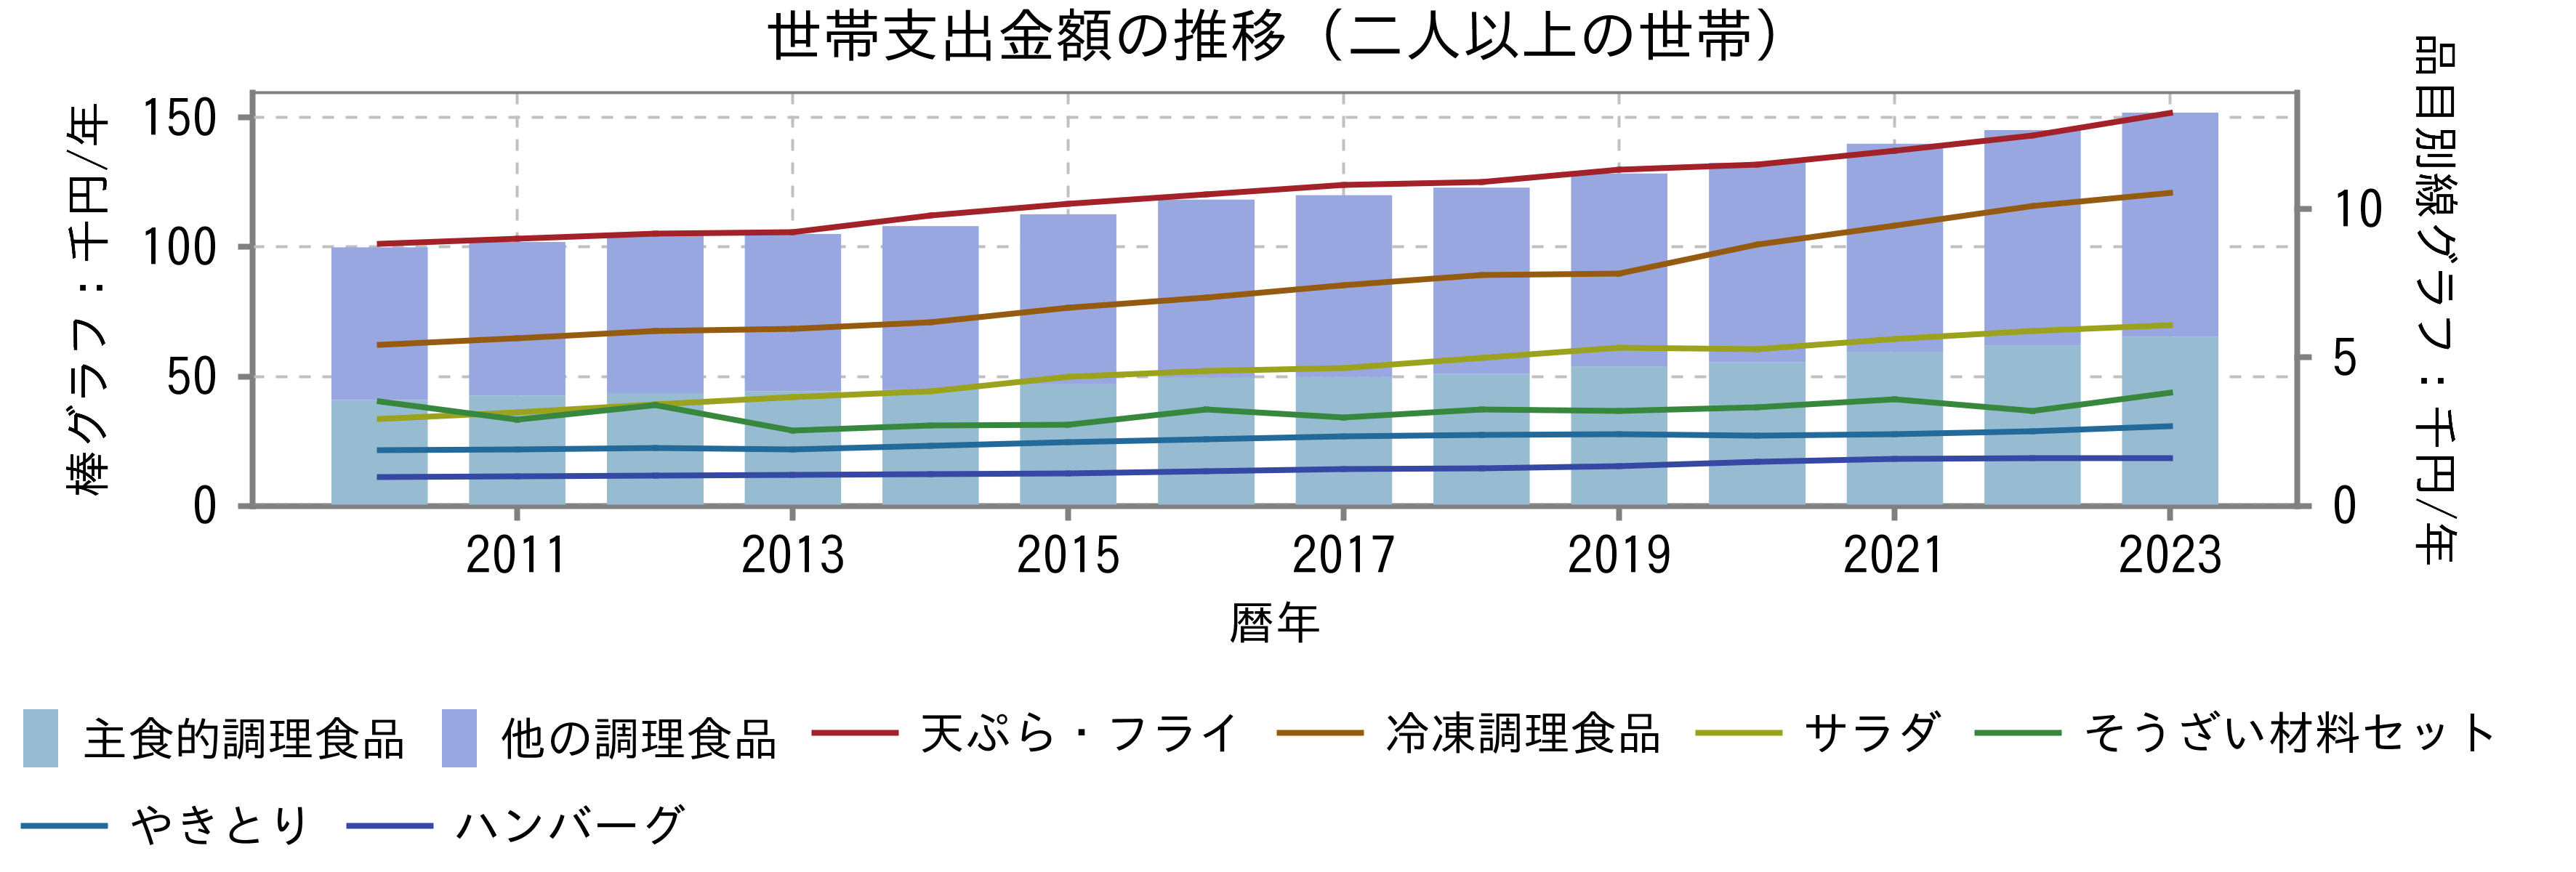 世帯支出金額の推移（二人以上の世帯）
棒グラフ：千円/年
150
100
50
0
品目別線グラフ：千円/年
10
5
0
2011 2013 2015 2017 2019 2021 2023
暦年
主食的調理食品 他の調理食品 天ぷら・フライ 冷凍調理食品 サラダ そうざい材料セット
やきとり ハンバーグ